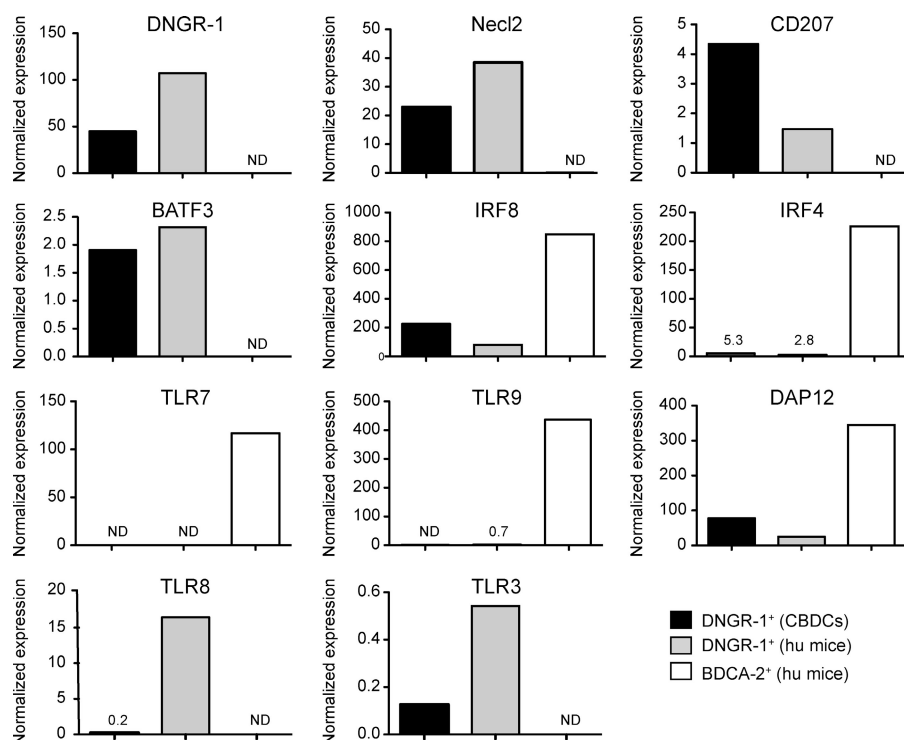 DNGR-1
Normalized expression
150
100
50
0
ND
Necl2
Normalized expression
50
40
30
20
10
0
ND
CD207
Normalized expression
5
4
3
2
1
0
ND
BATF3
Normalized expression
2.5
2.0
1.5
1.0
0.5
0.0
ND
IRF8
Normalized expression
1000
800
600
400
200
0
IRF4
Normalized expression
250
200
150
100
50
0
5.3
2.8
TLR7
Normalized expression
150
100
50
0
ND
ND
TLR9
Normalized expression
500
400
300
200
100
0
ND
0.7
DAP12
Normalized expression
400
300
200
100
0
TLR8
Normalized expression
20
15
10
5
0
0.2
ND
TLR3
Normalized expression
0.6
0.4
0.2
0.0
ND
DNGR-1⁺ (CBDCs)
DNGR-1⁺ (hu mice)
BDCA-2⁺ (hu mice)